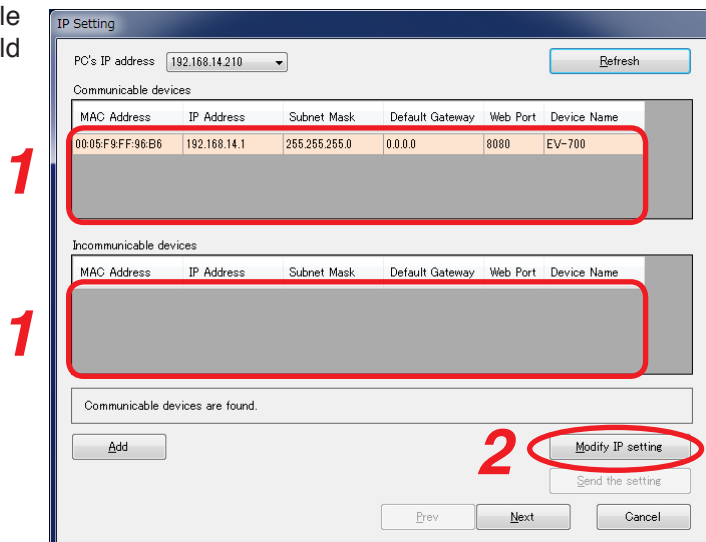 le
ld
IP Setting
PC's IP address 192.168.14.210
Refresh
Communicable devices
MAC Address IP Address Subnet Mask Default Gateway Web Port Device Name
00:05:F9:FF:96:B6 192.168.14.1 255.255.255.0 0.0.0.0 8080 EV-700
1
Incommunicable devices
MAC Address IP Address Subnet Mask Default Gateway Web Port Device Name
1
Communicable devices are found.
Add
2
Modify IP setting
Send the setting
Prev Next Cancel